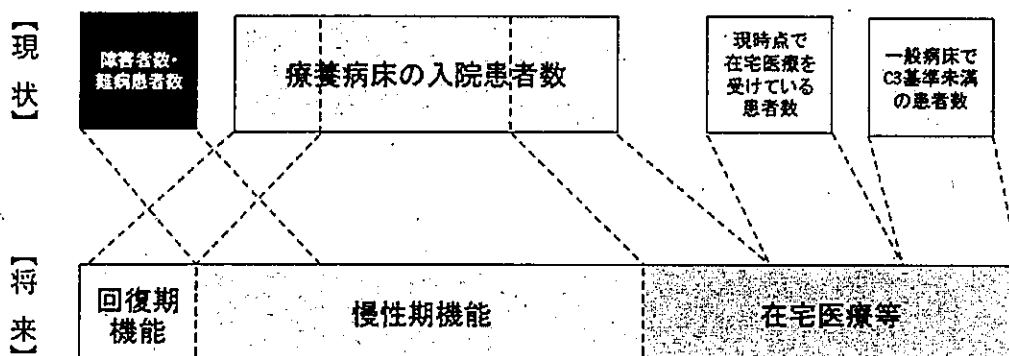 【現状】
障害者数・
難病患者数
療養病床の入院患者数
現時点で
在宅医療を
受けている
患者数
一般病床で
C3基準未満
の患者数
【将来】
回復期
機能
慢性期機能
在宅医療等